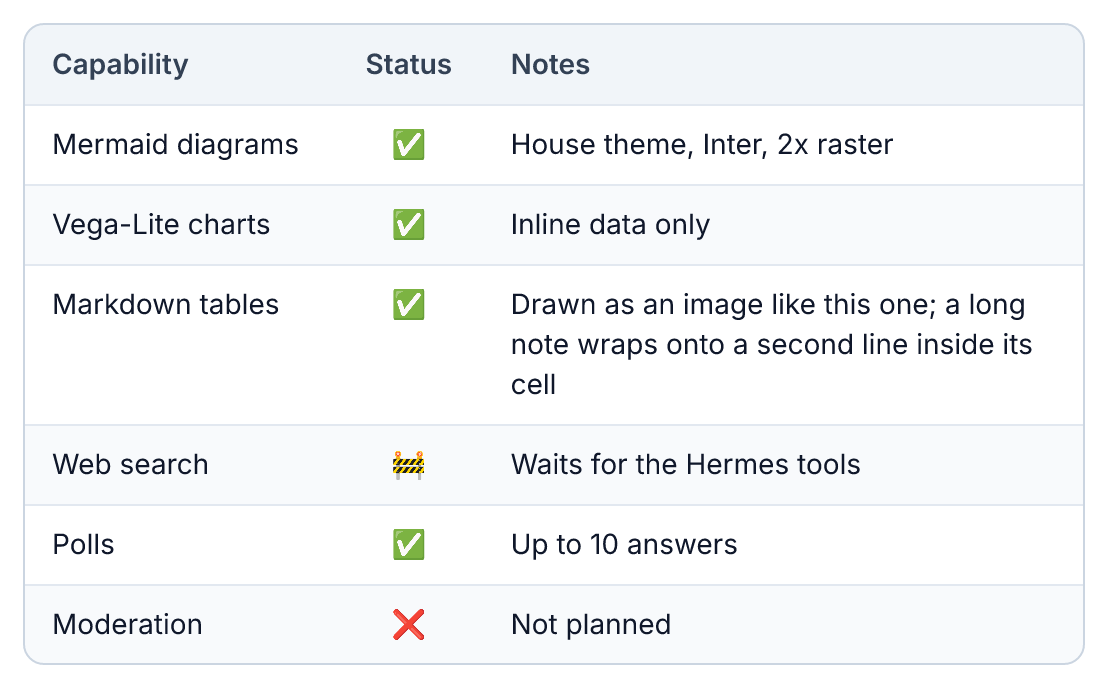 Capability Status Notes
Mermaid diagrams ✅ House theme, Inter, 2x raster
Vega-Lite charts ✅ Inline data only
Markdown tables ✅ Drawn as an image like this one; a long
note wraps onto a second line inside its
cell
Web search 🚧 Waits for the Hermes tools
Polls ✅ Up to 10 answers
Moderation ❌ Not planned